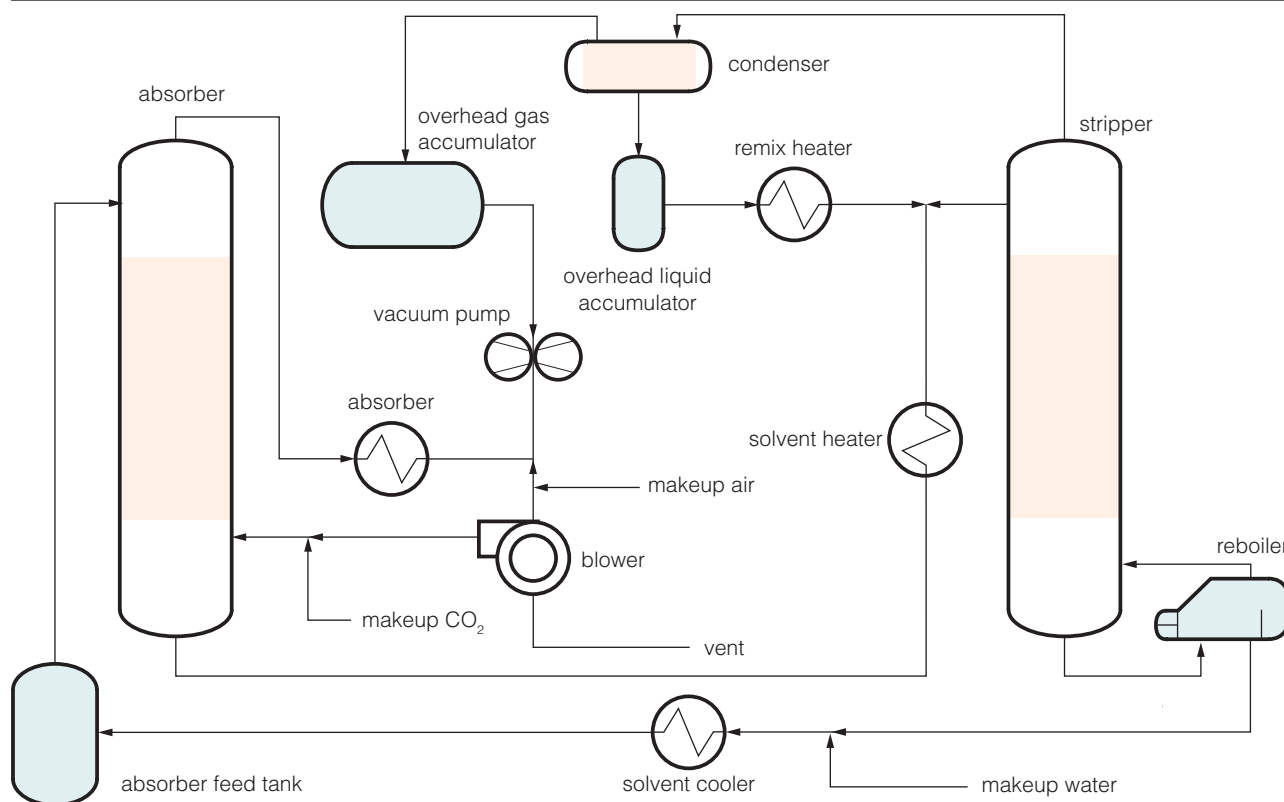 condenser
absorber
overhead gas
accumulator
stripper
remix heater
overhead liquid
accumulator
vacuum pump
absorber
solvent heater
makeup air
reboiler
blower
makeup CO₂
vent
absorber feed tank
solvent cooler
makeup water